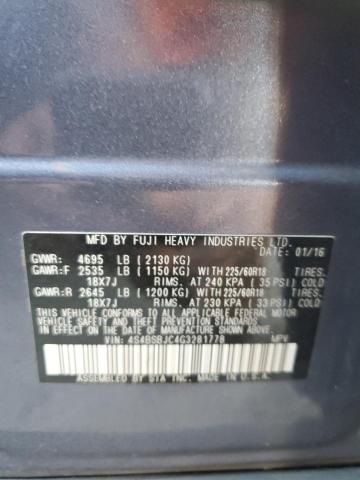 MFD BY FUJI HEAVY INDUSTRIES LTD.
DATE: 01/16
GVWR: 4695 LB (2130 KG)
GAWR:F 2535 LB (1150 KG) WITH 225/60R18 TIRES.
18X7J RIMS. AT 240 KPA (35 PSI) COLD
GAWR:R 2645 LB (1200 KG) WITH 225/60R18 TIRES.
18X7J RIMS. AT 230 KPA (33 PSI) COLD
THIS VEHICLE CONFORMS TO ALL APPLICABLE FEDERAL MOTOR
VEHICLE SAFETY AND THEFT PREVENTION STANDARDS
IN EFFECT ON THE DATE OF MANUFACTURE SHOWN ABOVE.
VIN: 4S4BSBJC4G3281778 MPV
ASSEMBLED BY SIA INC. MADE IN U.S.A.